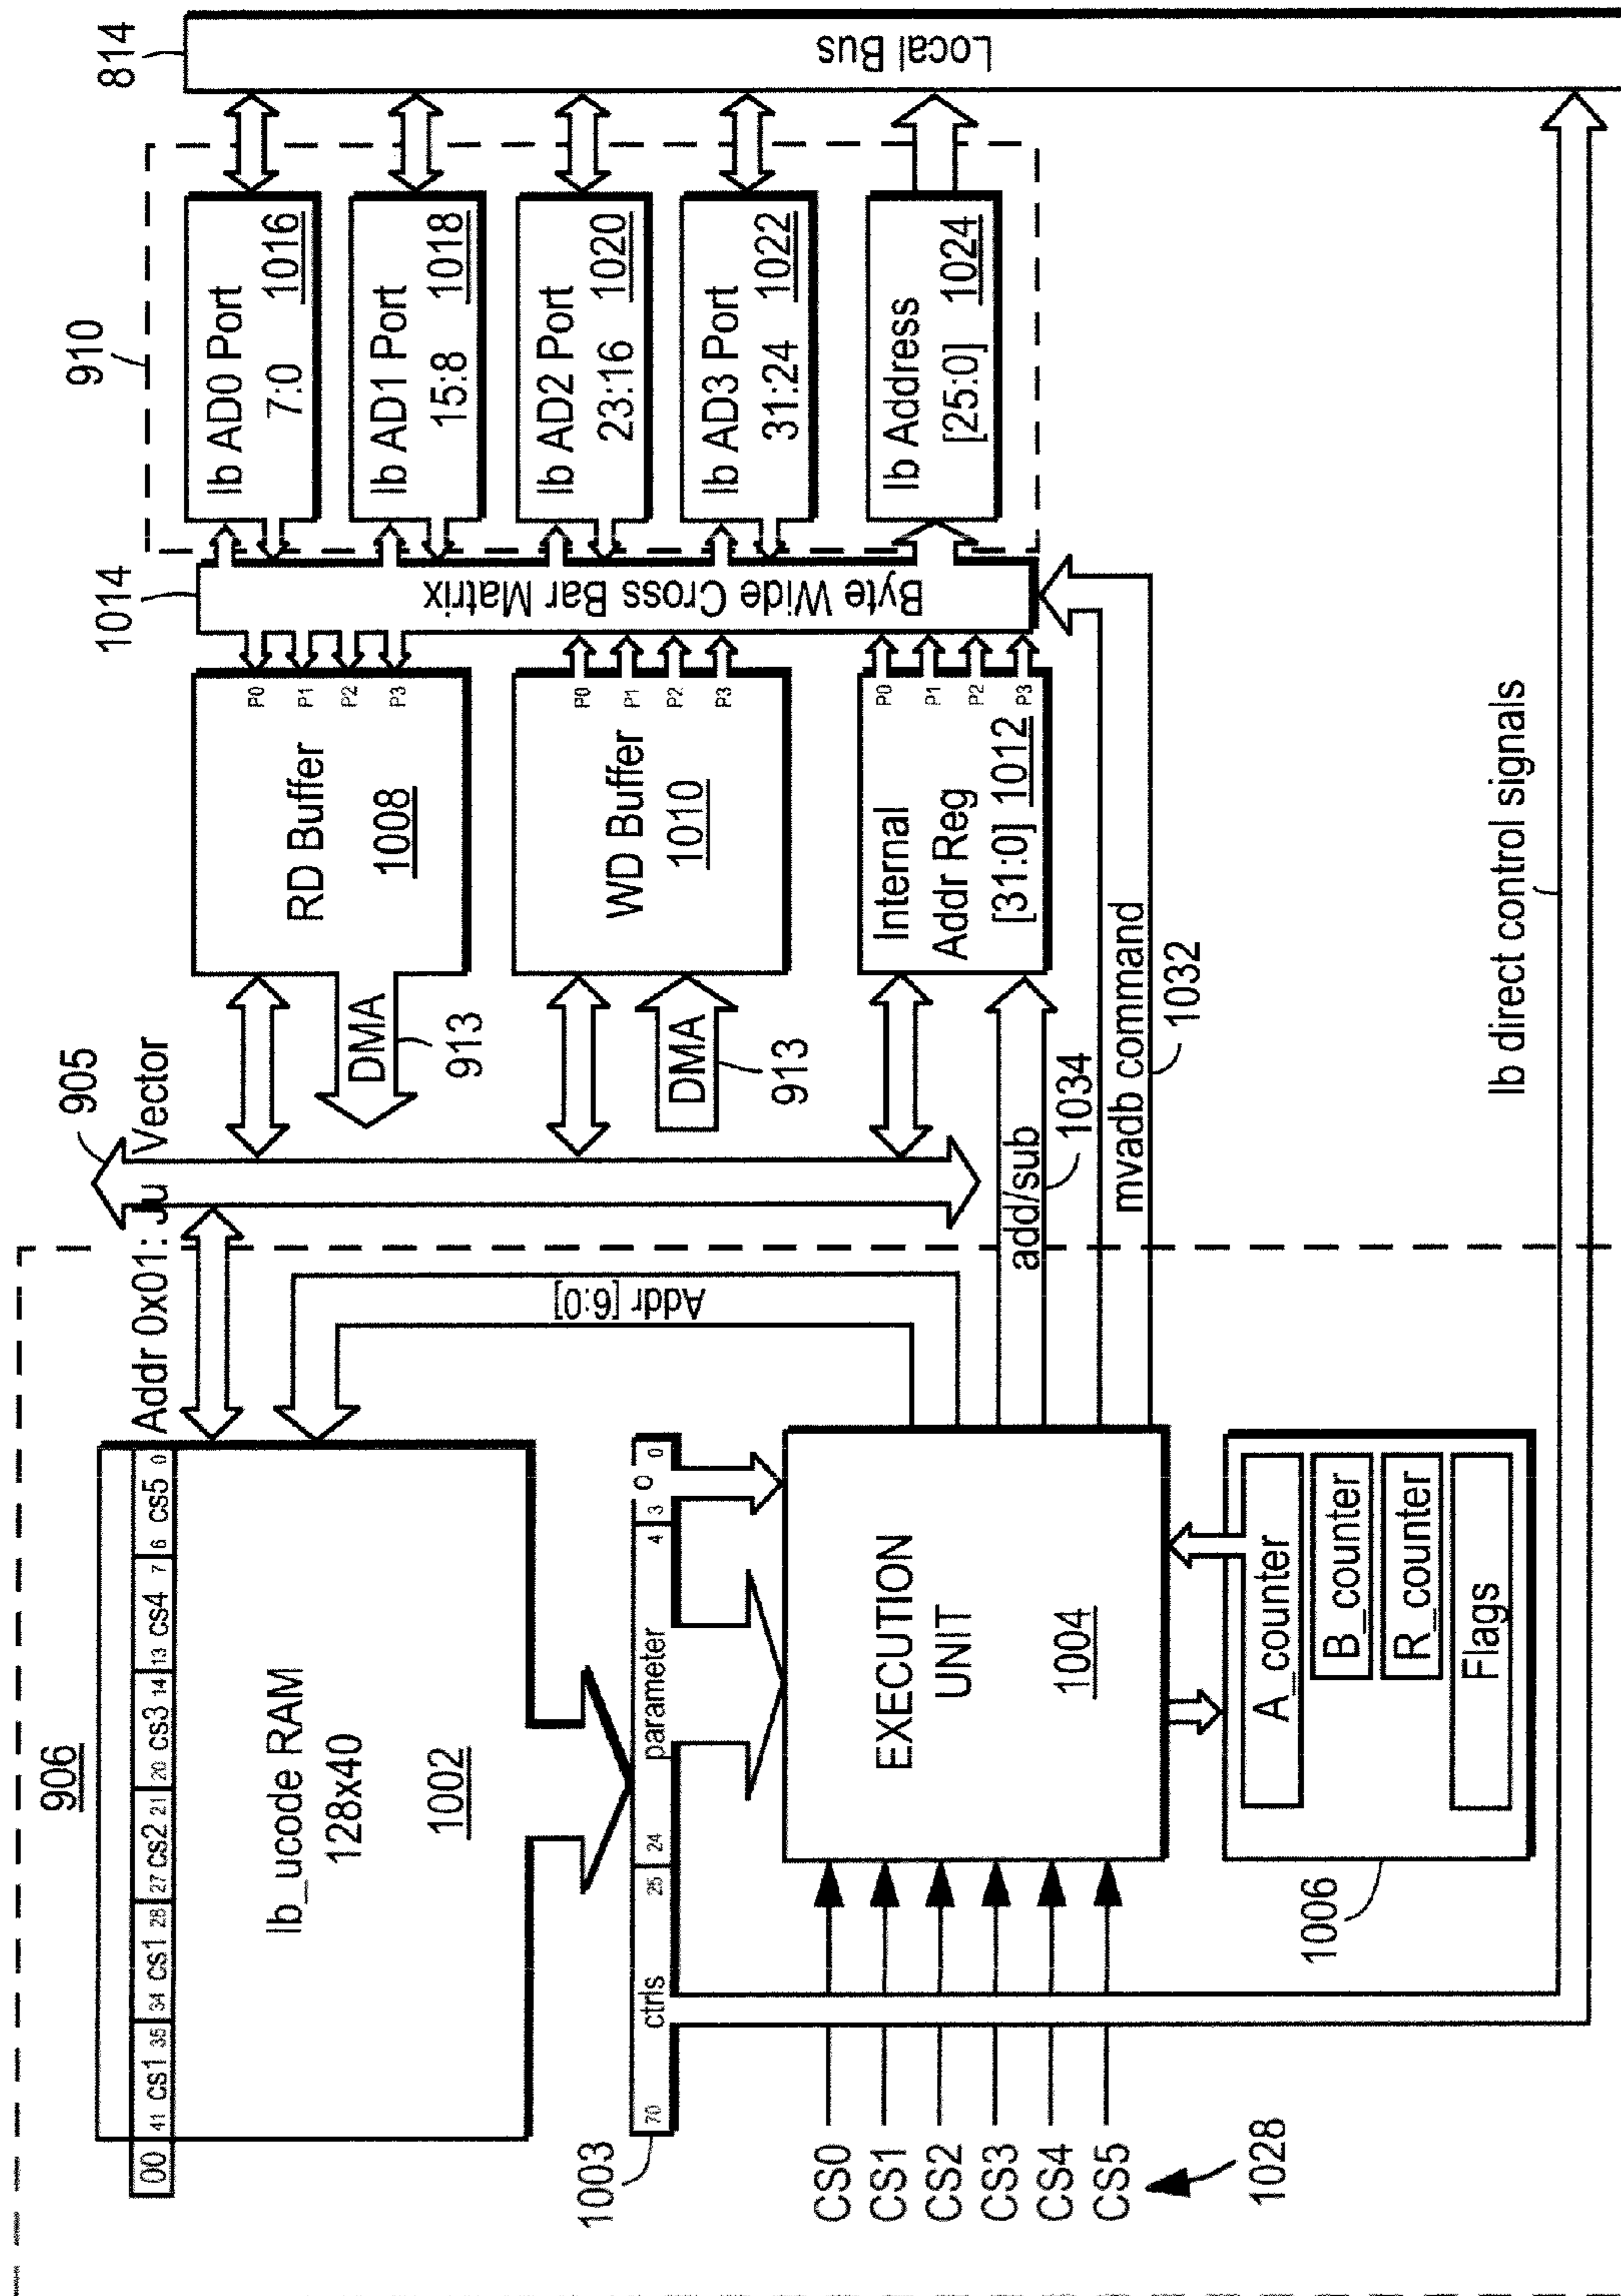 906
00
41 cs1 35
34 cs1 28
27 cs2 21
20 cs3 14
13 cs4 7
6 cs5 0
Addr 0x01: Ju Vector
lb_ucode RAM
128x40
1002
Addr [6:0]
1003
70 ctrls 25
24 parameter 4
3 o 0
CS0
CS1
CS2
CS3
CS4
CS5
1028
EXECUTION
UNIT
1004
A_counter
B_counter
R_counter
Flags
1006
905
RD Buffer
1008
P0
P1
P2
P3
DMA
913
WD Buffer
1010
P0
P1
P2
P3
DMA
913
Internal
Addr Reg
[31:0] 1012
P0
P1
P2
P3
add/sub
1034
mvadb command
1032
lb direct control signals
1014
Byte Wide Cross Bar Matrix
910
lb AD0 Port
7:0 1016
lb AD1 Port
15:8 1018
lb AD2 Port
23:16 1020
lb AD3 Port
31:24 1022
lb Address
[25:0] 1024
814
Local Bus